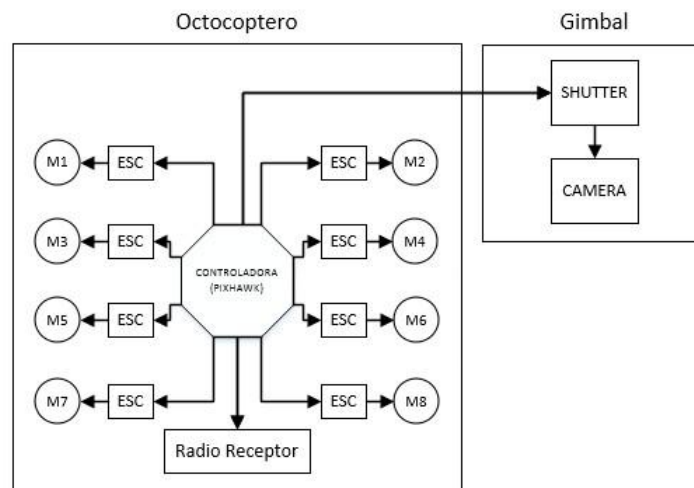 Octocoptero
Gimbal
SHUTTER
CAMERA
M1
ESC
ESC
M2
M3
ESC
ESC
M4
CONTROLADORA
(PIXHAWK)
M5
ESC
ESC
M6
M7
ESC
ESC
M8
Radio Receptor